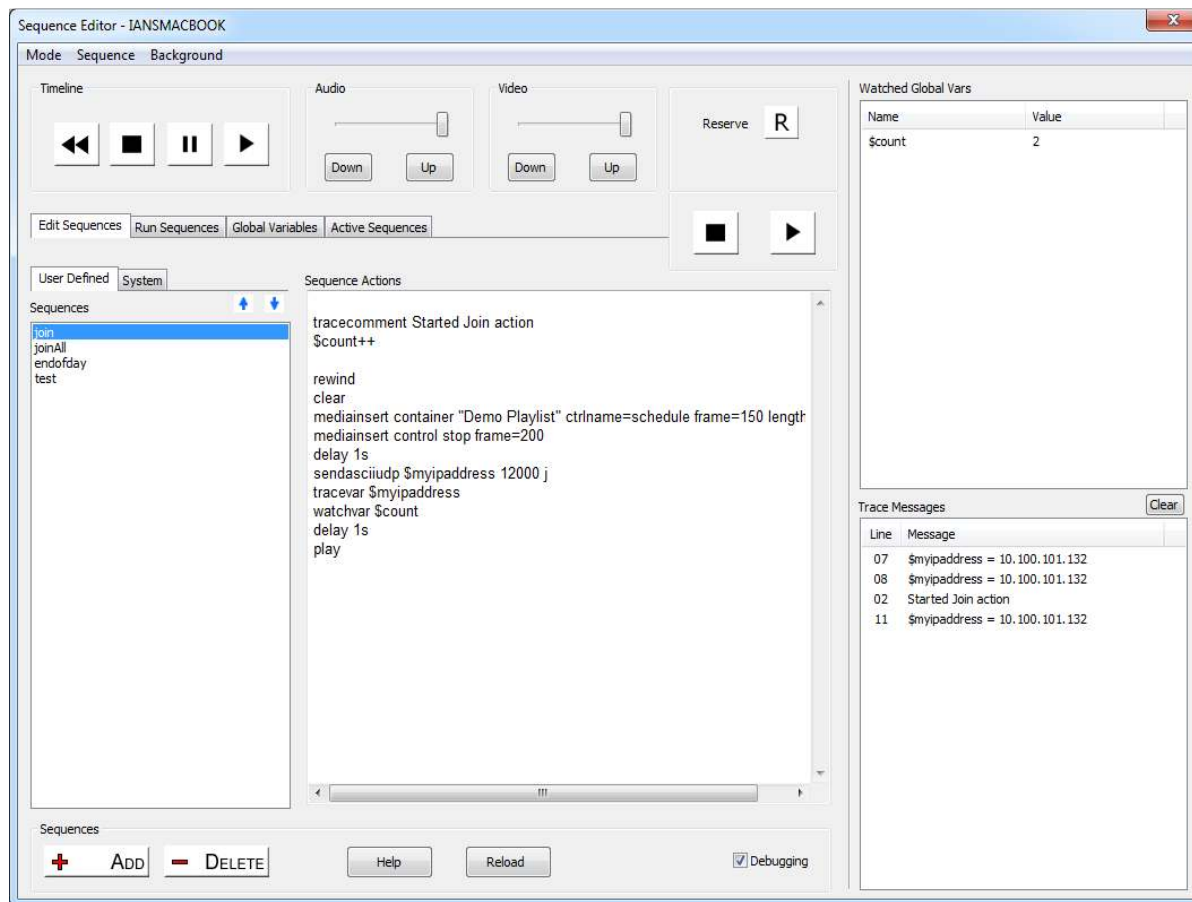 Sequence Editor - IANSMACBOOK
Mode Sequence Background
Timeline
Audio
Down Up
Video
Down Up
Reserve R
Edit Sequences Run Sequences Global Variables Active Sequences
User Defined System
Sequences
join
joinAll
endofday
test
Sequence Actions
tracecomment Started Join action
$count++
rewind
clear
mediainsert container "Demo Playlist" ctrlname=schedule frame=150 length
mediainsert control stop frame=200
delay 1s
sendasciiudp $myipaddress 12000 j
tracevar $myipaddress
watchvar $count
delay 1s
play
Sequences
ADD DELETE
Help Reload
Debugging
Watched Global Vars
Name Value
$count 2
Trace Messages Clear
Line Message
07 $myipaddress = 10.100.101.132
08 $myipaddress = 10.100.101.132
02 Started Join action
11 $myipaddress = 10.100.101.132